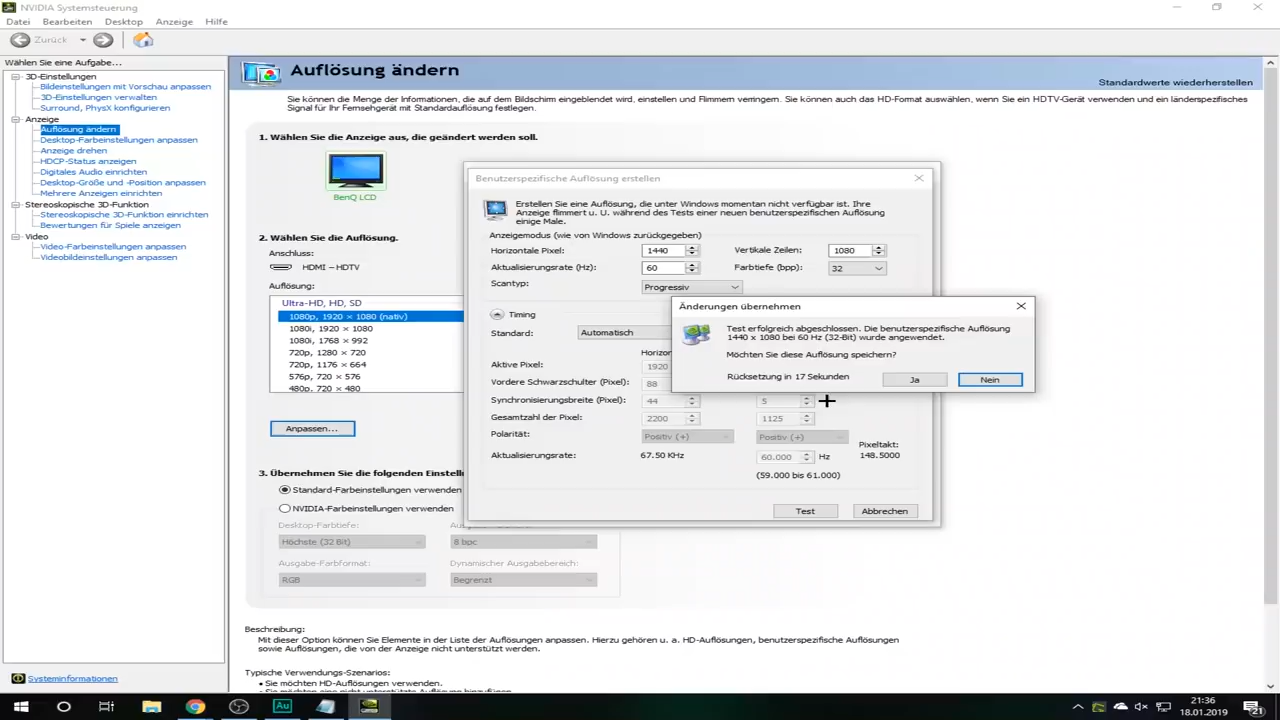 NVIDIA Systemsteuerung
Datei Bearbeiten Desktop Anzeige Hilfe
Zurück
Wählen Sie eine Aufgabe...
3D-Einstellungen
Bildeinstellungen mit Vorschau anpassen
3D-Einstellungen verwalten
Surround, PhysX konfigurieren
Anzeige
Auflösung ändern
Desktop-Farbeinstellungen anpassen
Anzeige drehen
HDCP-Status anzeigen
Digitales Audio einrichten
Desktop-Größe und -Position anpassen
Mehrere Anzeigen einrichten
Stereoskopische 3D-Funktion
Stereoskopische 3D-Funktion einrichten
Bewertungen für Spiele anzeigen
Video
Video-Farbeinstellungen anpassen
Videobildeinstellungen anpassen
Systeminformationen
Auflösung ändern
Standardwerte wiederherstellen
Sie können die Menge der Informationen, die auf dem Bildschirm eingeblendet wird, einstellen und Flimmern verringern. Sie können auch das HD-Format auswählen, wenn Sie ein HDTV-Gerät verwenden und ein länderspezifisches
Signal für Ihr Fernsehgerät mit Standardauflösung festlegen.
1. Wählen Sie die Anzeige aus, die geändert werden soll.
BenQ LCD
2. Wählen Sie die Auflösung.
Anschluss:
HDMI – HDTV
Auflösung:
Ultra-HD, HD, SD
1080p, 1920 × 1080 (nativ)
1080i, 1920 × 1080
1080i, 1768 × 992
720p, 1280 × 720
720p, 1176 × 664
576p, 720 × 576
480p, 720 × 480
Anpassen...
3. Übernehmen Sie die folgenden Einstell
Standard-Farbeinstellungen verwenden
NVIDIA-Farbeinstellungen verwenden
Desktop-Farbtiefe:
Höchste (32 Bit)
8 bpc
Ausgabe-Farbformat: Dynamischer Ausgabebereich:
RGB Begrenzt
Beschreibung:
Mit dieser Option können Sie Elemente in der Liste der Auflösungen anpassen. Hierzu gehören u. a. HD-Auflösungen, benutzerspezifische Auflösungen
sowie Auflösungen, die von der Anzeige nicht unterstützt werden.
Typische Verwendungs-Szenarios:
• Sie möchten HD-Auflösungen verwenden.
• Sie möchten eine nicht unterstützte Auflösung hinzufügen.
Benutzerspezifische Auflösung erstellen
Erstellen Sie eine Auflösung, die unter Windows momentan nicht verfügbar ist. Ihre
Anzeige flimmert u. U. während des Tests einer neuen benutzerspezifischen Auflösung
einige Male.
Anzeigemodus (wie von Windows zurückgegeben)
Horizontale Pixel: 1440 Vertikale Zeilen: 1080
Aktualisierungsrate (Hz): 60 Farbtiefe (bpp): 32
Scantyp: Progressiv
Timing
Standard: Automatisch
Horizon
Aktive Pixel: 1920
Vordere Schwarzschulter (Pixel): 88
Synchronisierungsbreite (Pixel): 44 5
Gesamtzahl der Pixel: 2200 1125
Polarität: Positiv (+) Positiv (+) Pixeltakt:
Aktualisierungsrate: 67.50 KHz 60.000 Hz 148.5000
(59.000 bis 61.000)
Test Abbrechen
Änderungen übernehmen
Test erfolgreich abgeschlossen. Die benutzerspezifische Auflösung
1440 x 1080 bei 60 Hz (32-Bit) wurde angewendet.
Möchten Sie diese Auflösung speichern?
Rücksetzung in 17 Sekunden
Ja Nein
Au
21:36
18.01.2019
21